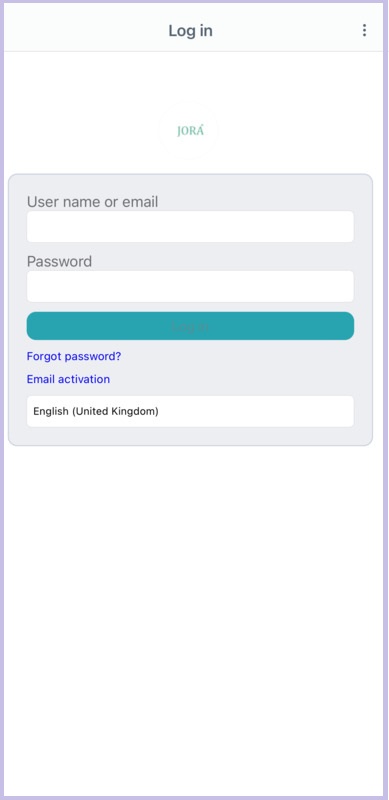 Log in
JORÁ
User name or email
Password
Log in
Forgot password?
Email activation
English (United Kingdom)